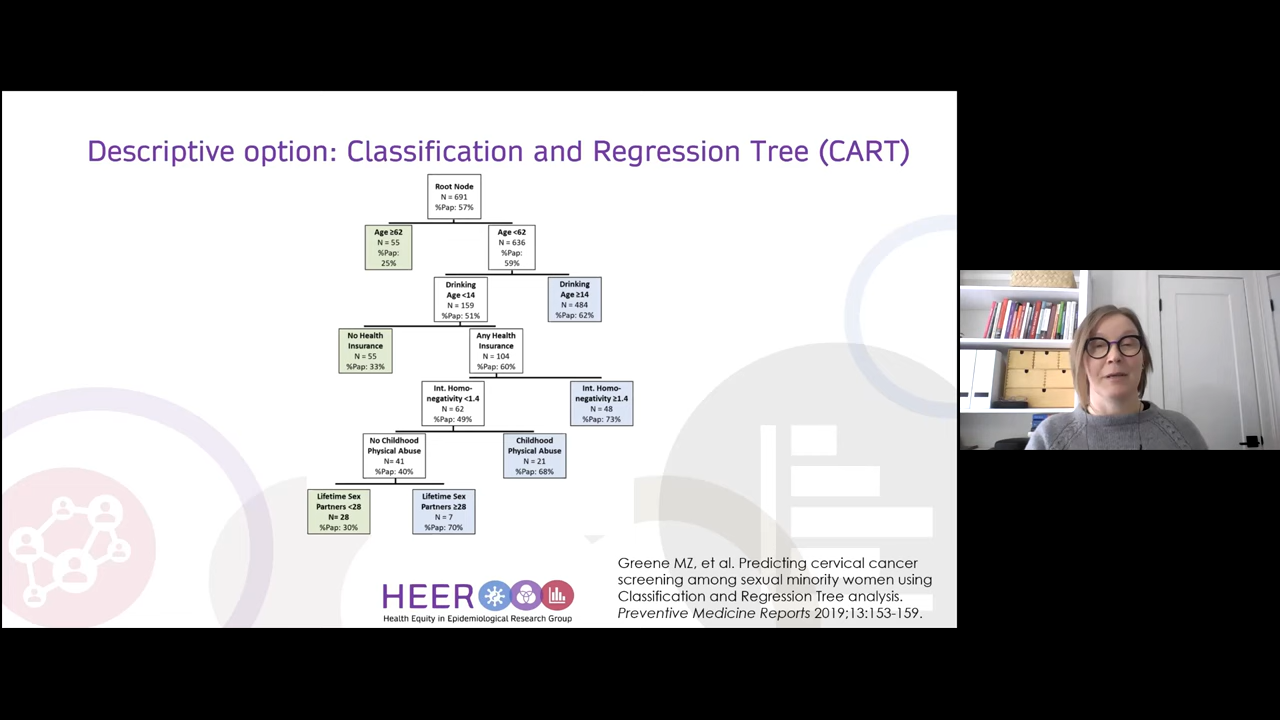 Descriptive option: Classification and Regression Tree (CART)
Root Node
N = 691
%Pap: 57%
Age ≥62
N = 55
%Pap:
25%
Age <62
N = 636
%Pap:
59%
Drinking
Age <14
N = 159
%Pap: 51%
Drinking
Age ≥14
N = 484
%Pap: 62%
No Health
Insurance
N = 55
%Pap: 33%
Any Health
Insurance
N = 104
%Pap: 60%
Int. Homo-
negativity <1.4
N = 62
%Pap: 49%
Int. Homo-
negativity ≥1.4
N = 48
%Pap: 73%
No Childhood
Physical Abuse
N= 41
%Pap: 40%
Childhood
Physical Abuse
N = 21
%Pap: 68%
Lifetime Sex
Partners <28
N= 28
%Pap: 30%
Lifetime Sex
Partners ≥28
N = 7
%Pap: 70%
Greene MZ, et al. Predicting cervical cancer
screening among sexual minority women using
Classification and Regression Tree analysis.
Preventive Medicine Reports 2019;13:153-159.
HEER
Health Equity in Epidemiological Research Group